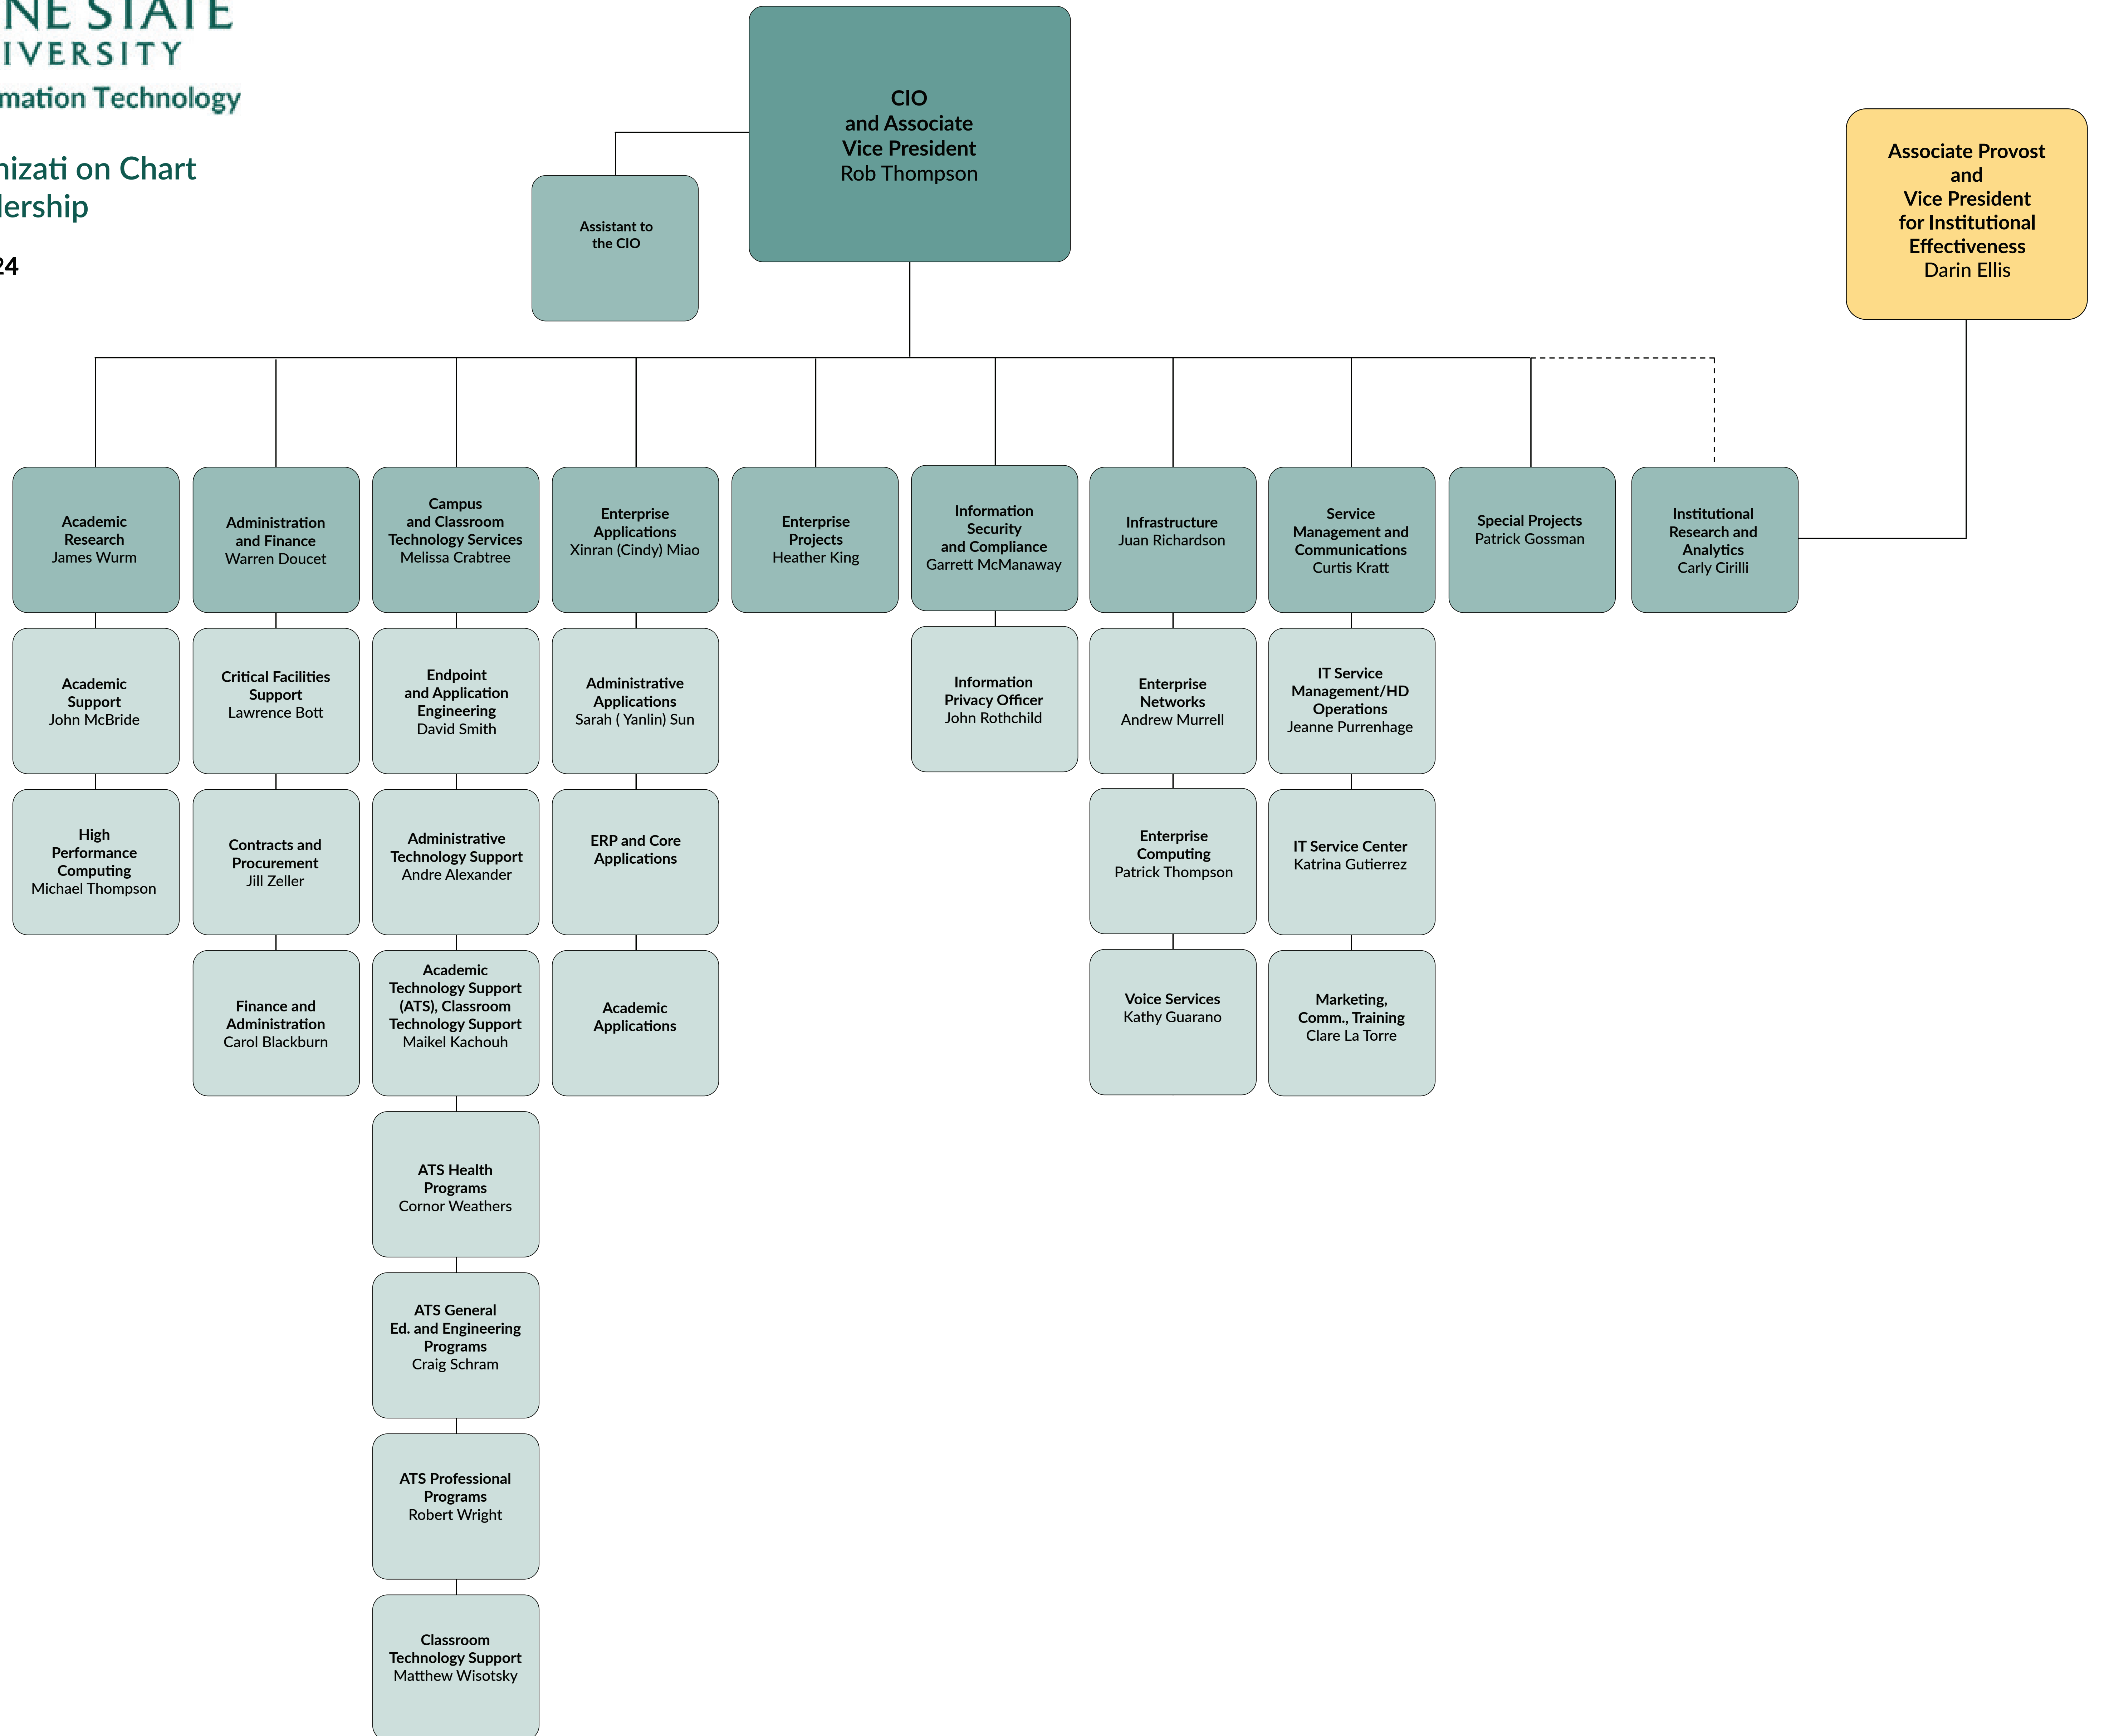 NE STATE
IVERSITY
mation Technology
nizati on Chart
dership
24
CIO
and Associate
Vice President
Rob Thompson
Assistant to
the CIO
Associate Provost
and
Vice President
for Institutional
Effectiveness
Darin Ellis
Academic
Research
James Wurm
Administration
and Finance
Warren Doucet
Campus
and Classroom
Technology Services
Melissa Crabtree
Enterprise
Applications
Xinran (Cindy) Miao
Enterprise
Projects
Heather King
Information
Security
and Compliance
Garrett McManaway
Infrastructure
Juan Richardson
Service
Management and
Communications
Curtis Kratt
Special Projects
Patrick Gossman
Institutional
Research and
Analytics
Carly Cirilli
Academic
Support
John McBride
Critical Facilities
Support
Lawrence Bott
Endpoint
and Application
Engineering
David Smith
Administrative
Applications
Sarah ( Yanlin) Sun
Information
Privacy Officer
John Rothchild
Enterprise
Networks
Andrew Murrell
IT Service
Management/HD
Operations
Jeanne Purrenhage
High
Performance
Computing
Michael Thompson
Contracts and
Procurement
Jill Zeller
Administrative
Technology Support
Andre Alexander
ERP and Core
Applications
Enterprise
Computing
Patrick Thompson
IT Service Center
Katrina Gutierrez
Finance and
Administration
Carol Blackburn
Academic
Technology Support
(ATS), Classroom
Technology Support
Maikel Kachouh
Academic
Applications
Voice Services
Kathy Guarano
Marketing,
Comm., Training
Clare La Torre
ATS Health
Programs
Cornor Weathers
ATS General
Ed. and Engineering
Programs
Craig Schram
ATS Professional
Programs
Robert Wright
Classroom
Technology Support
Matthew Wisotsky